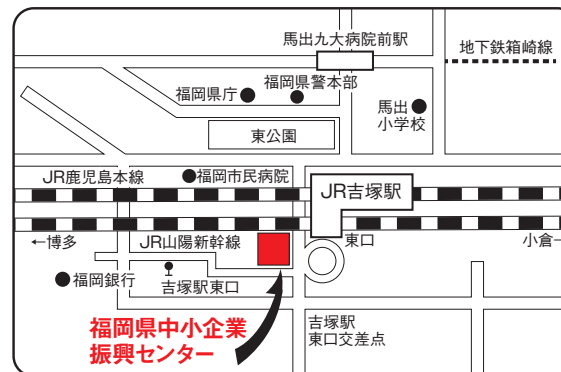 馬出九大病院前駅
地下鉄箱崎線
福岡県庁
福岡県警本部
馬出
小学校
東公園
JR鹿児島本線
福岡市民病院
JR吉塚駅
←博多
JR山陽新幹線
東口
小倉→
福岡銀行
吉塚駅東口
福岡県中小企業
振興センター
吉塚駅
東口交差点